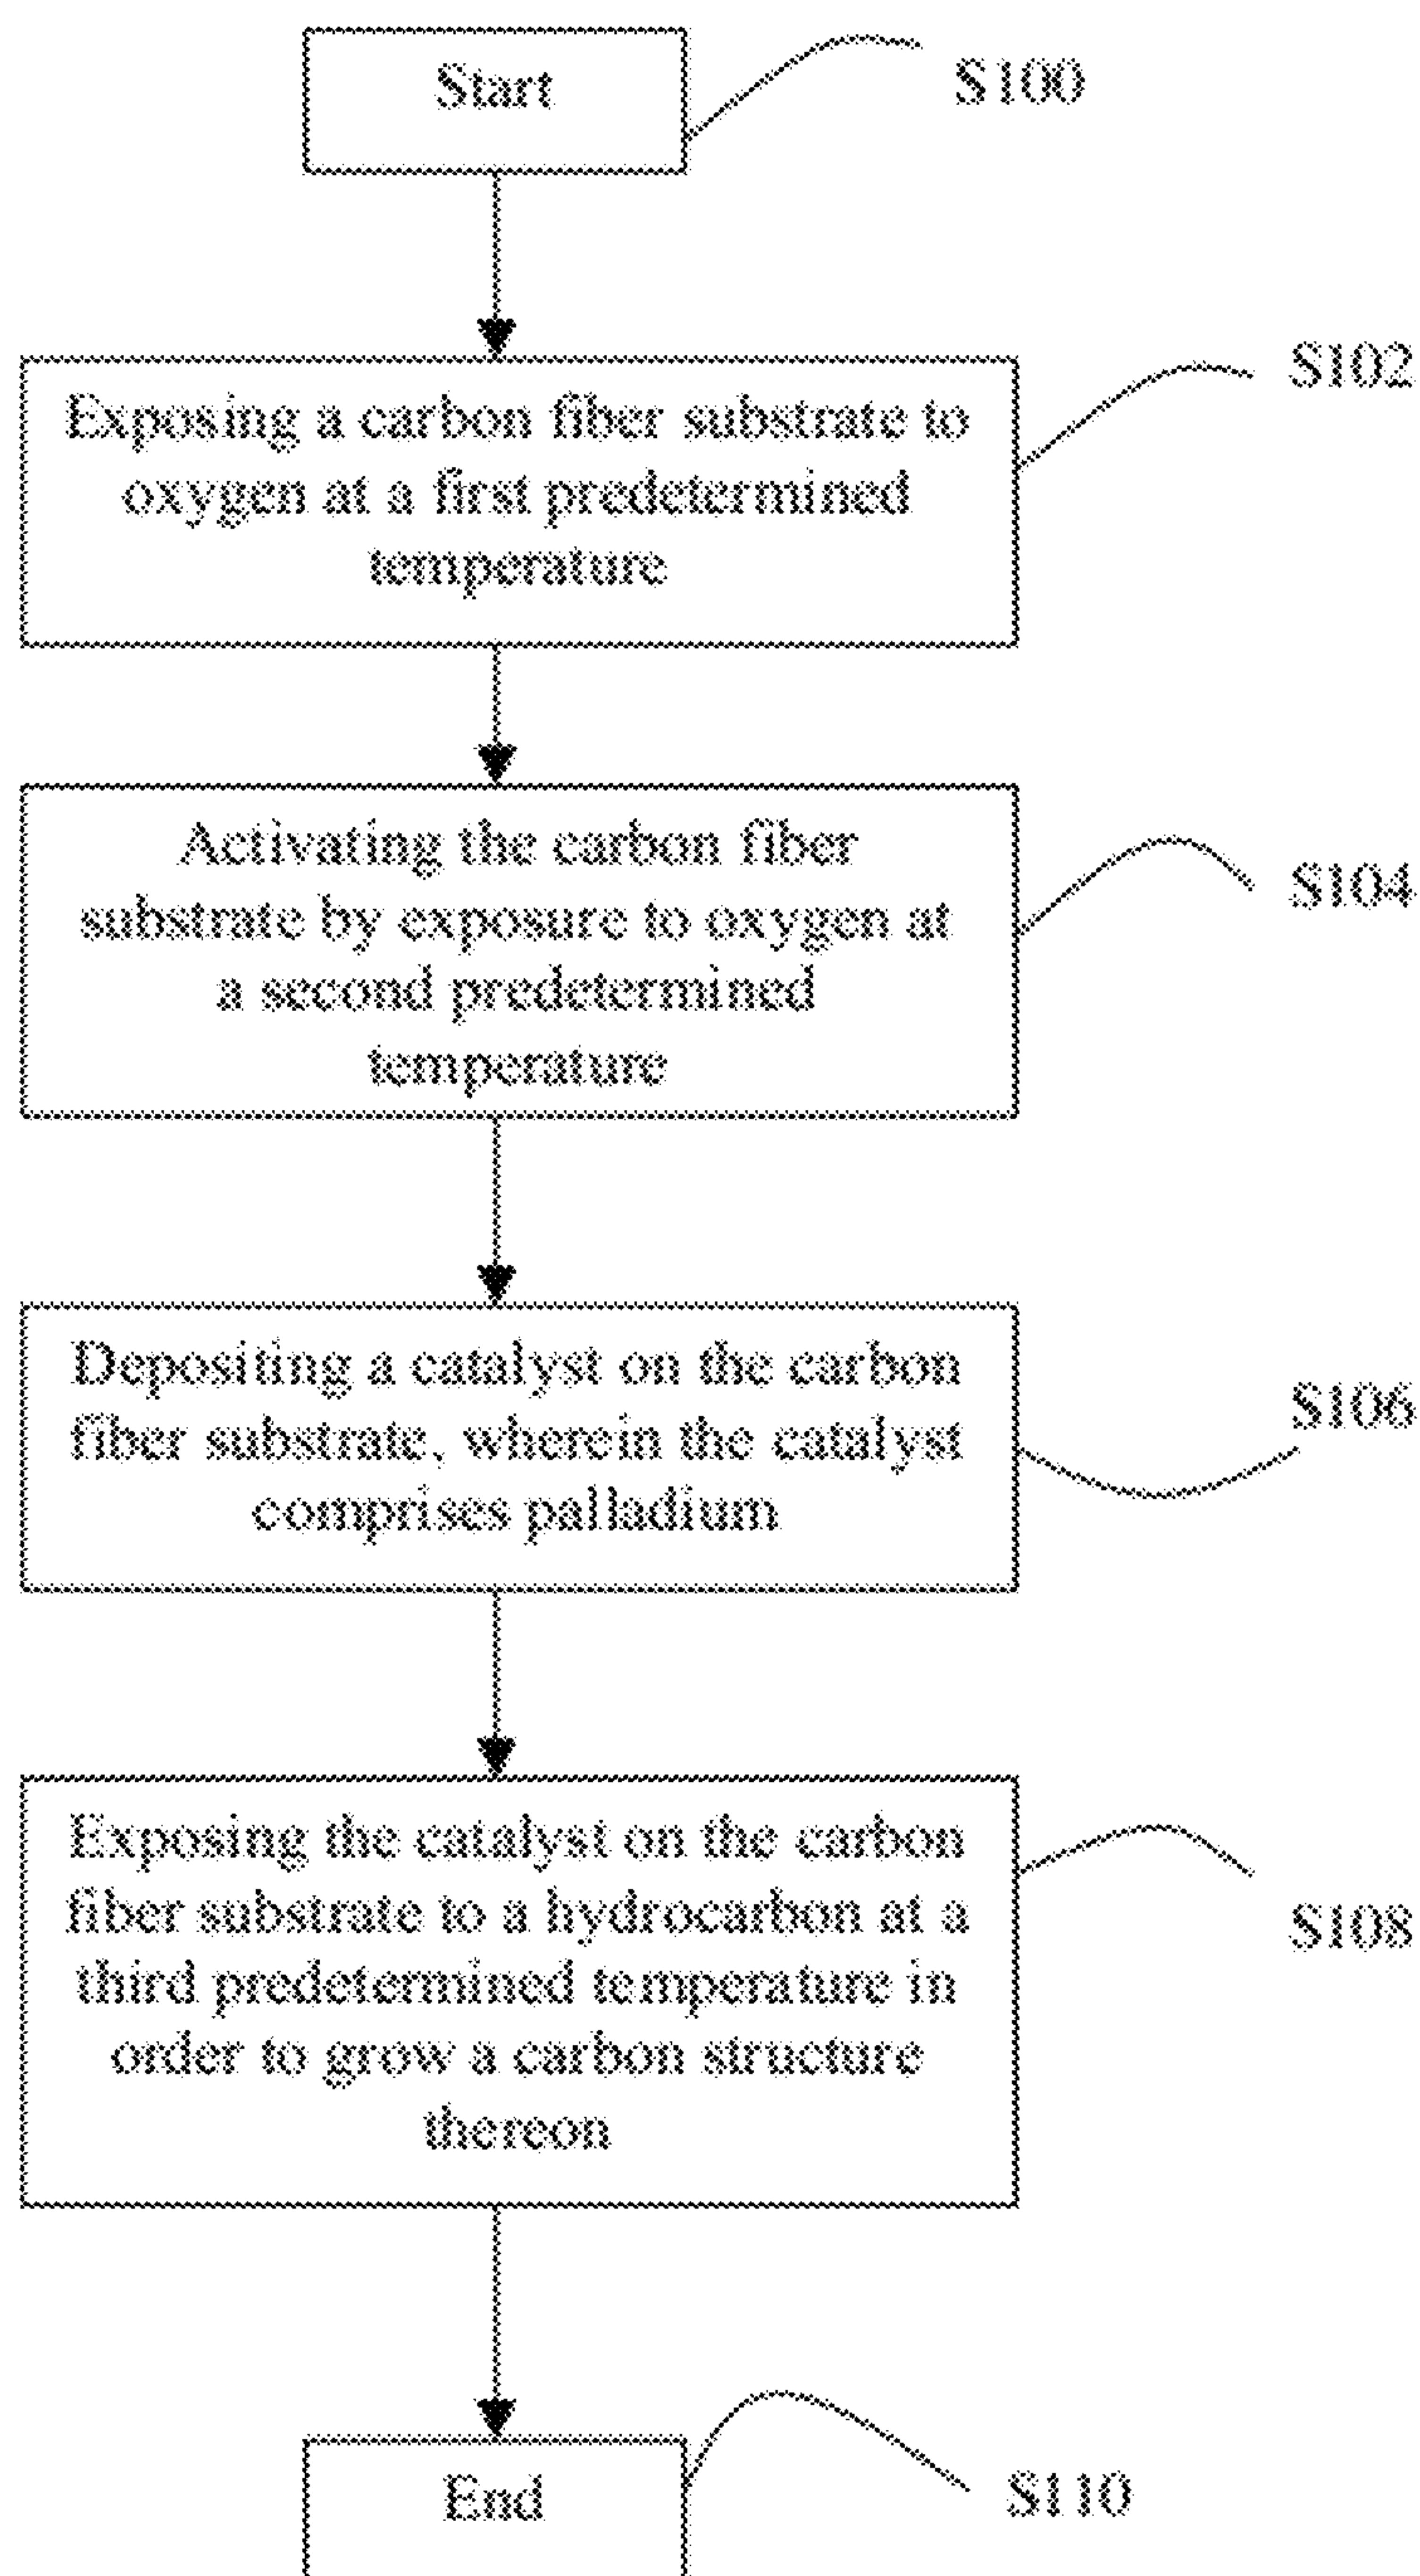 Start
S100
Exposing a carbon fiber substrate to
oxygen at a first predetermined
temperature
S102
Activating the carbon fiber
substrate by exposure to oxygen at
a second predetermined
temperature
S104
Depositing a catalyst on the carbon
fiber substrate, wherein the catalyst
comprises palladium
S106
Exposing the catalyst on the carbon
fiber substrate to a hydrocarbon at a
third predetermined temperature in
order to grow a carbon structure
thereon
S108
End
S110